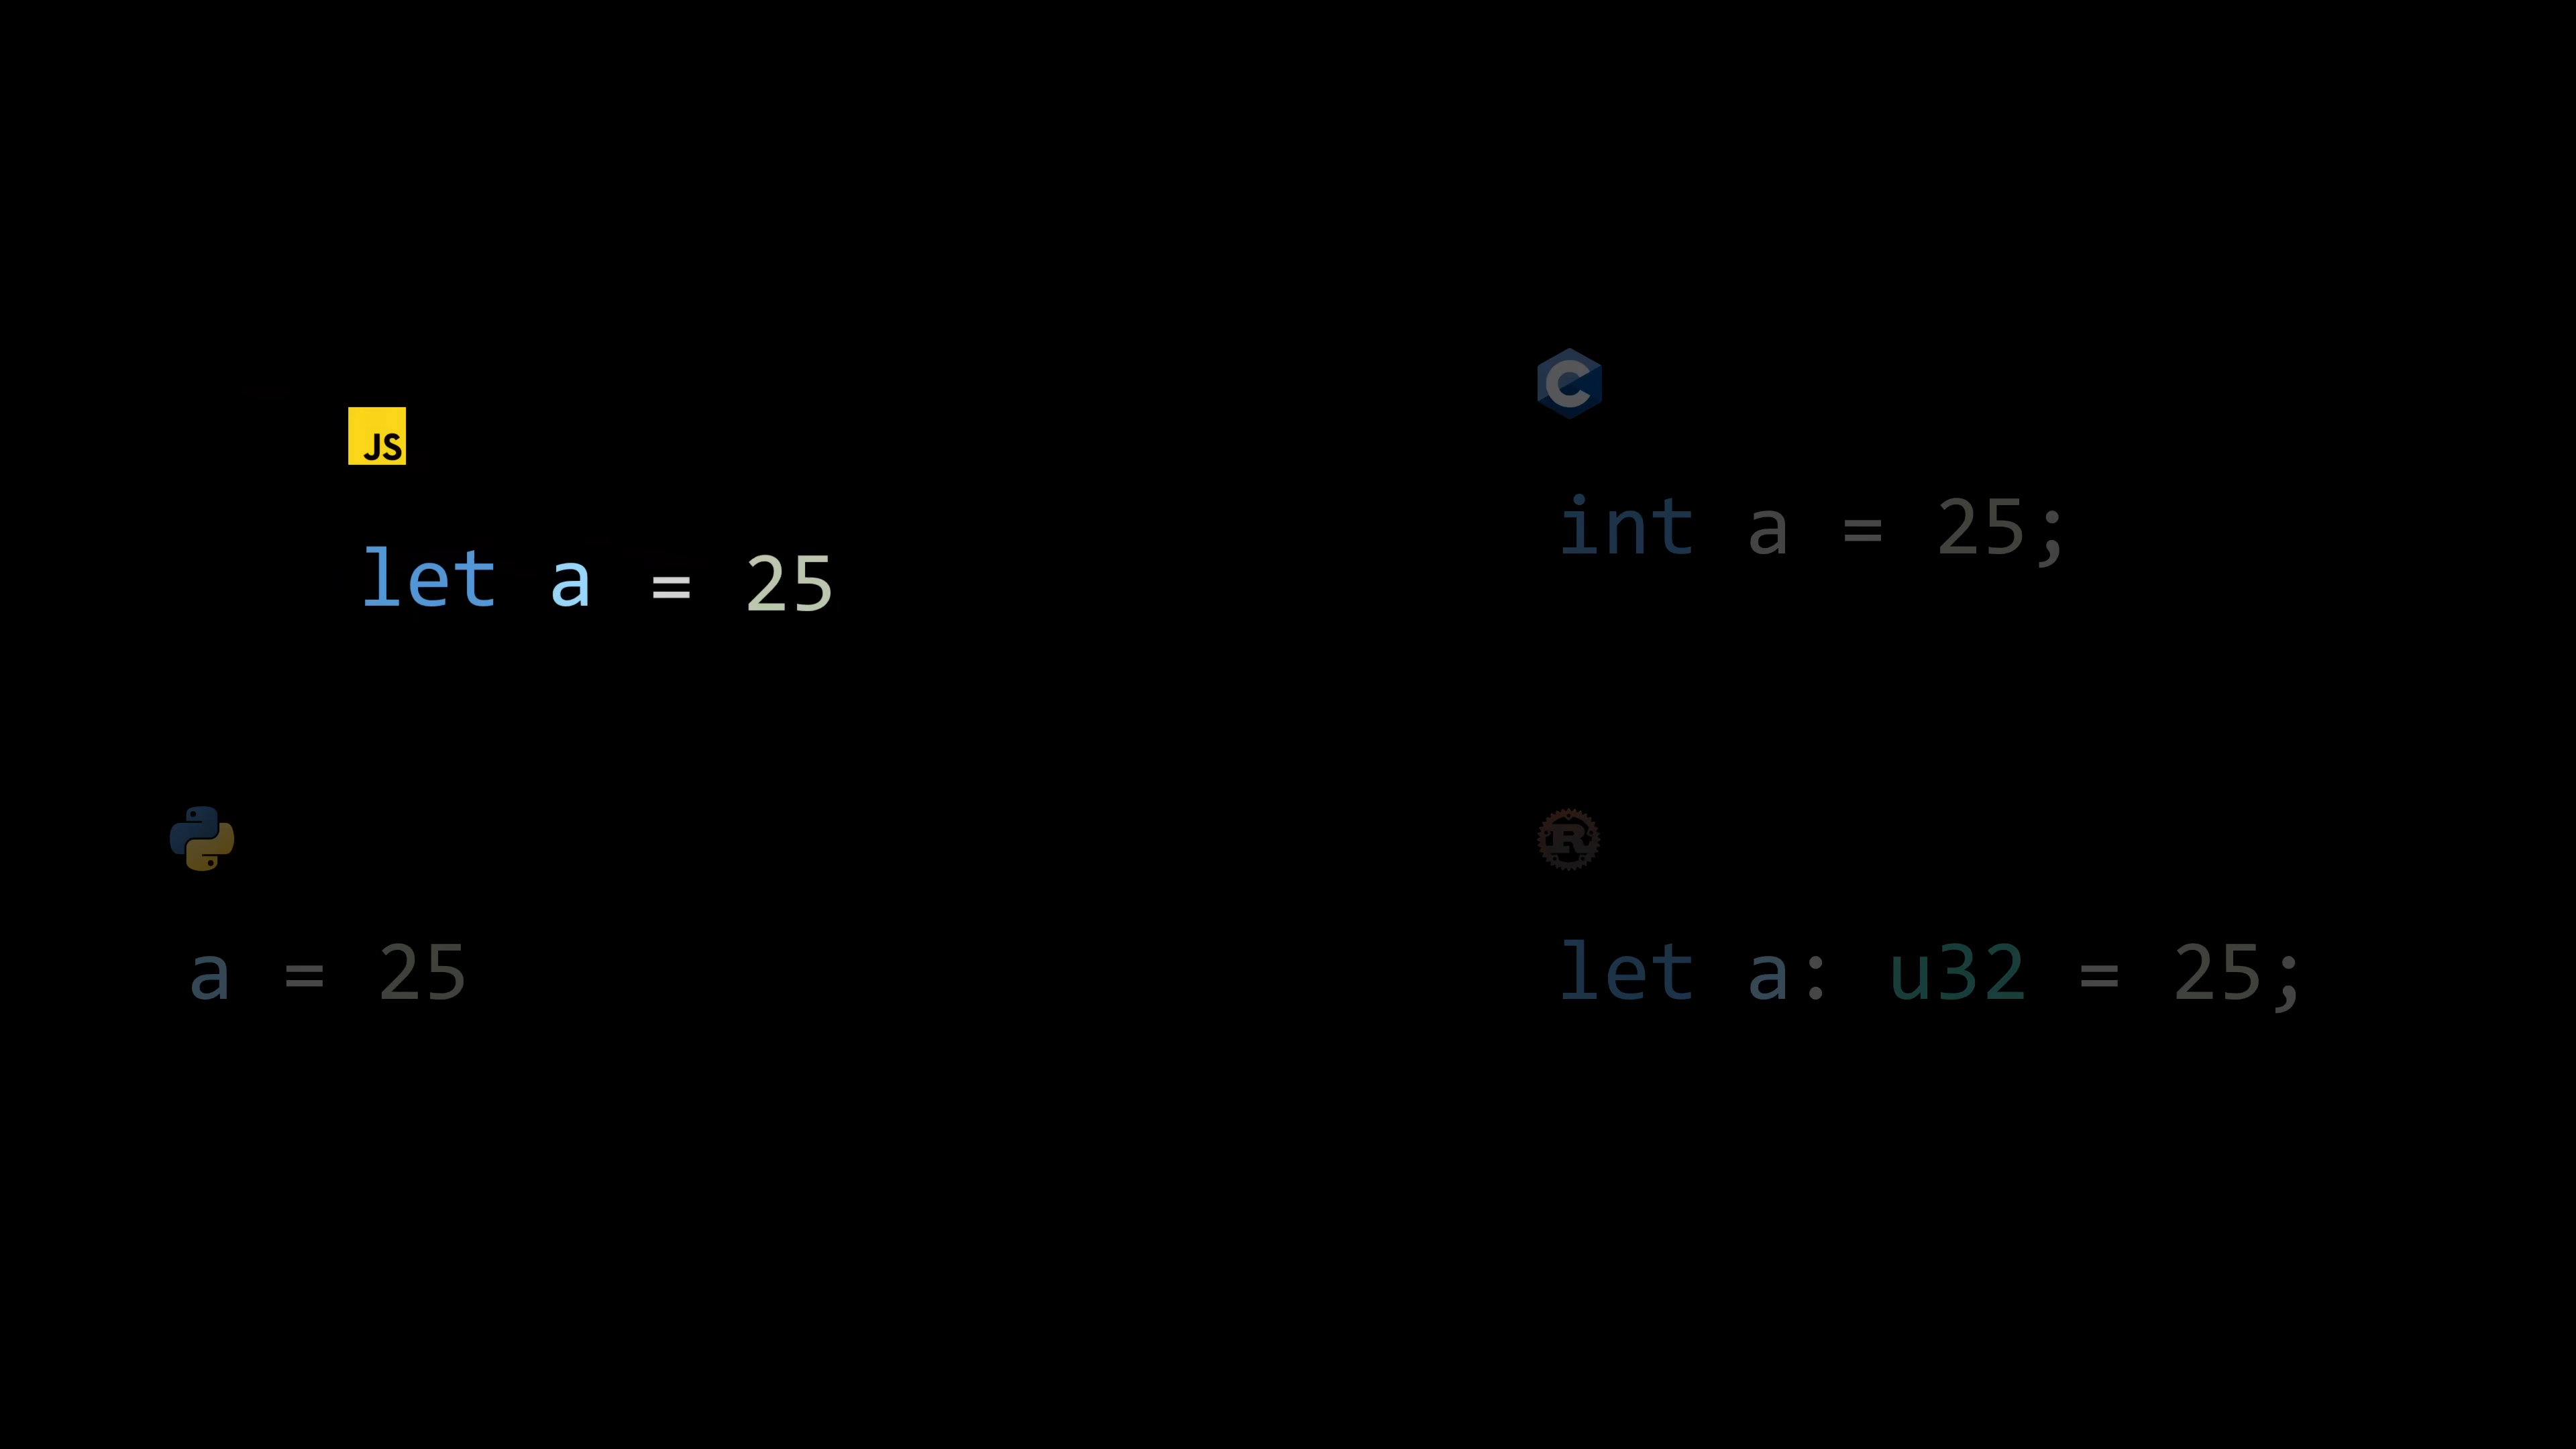 JS
let a = 25
C
int a = 25;
a = 25
R
let a: u32 = 25;